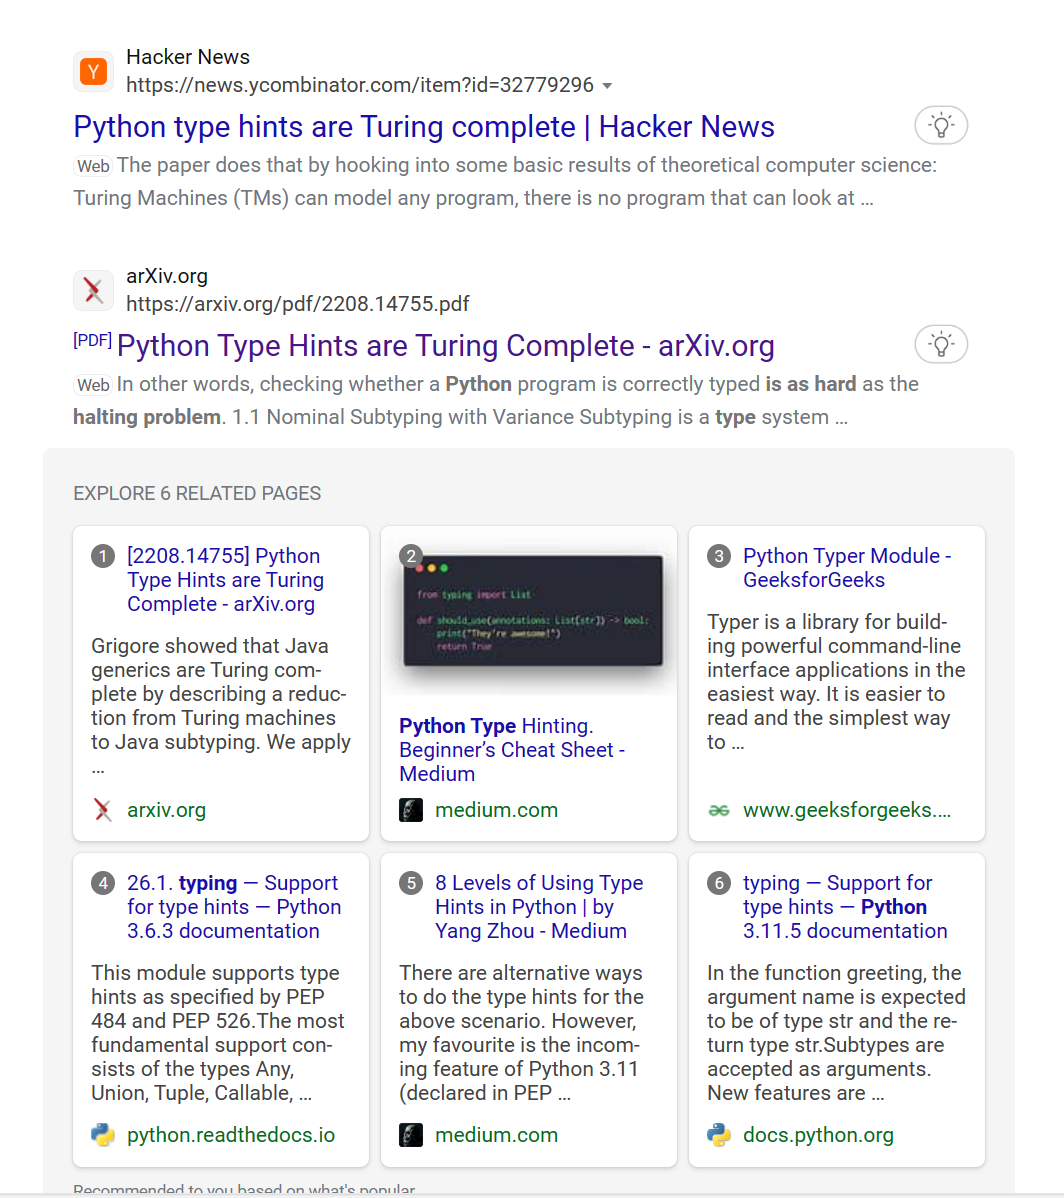 Hacker News
https://news.ycombinator.com/item?id=32779296
Python type hints are Turing complete | Hacker News
Web The paper does that by hooking into some basic results of theoretical computer science:
Turing Machines (TMs) can model any program, there is no program that can look at ...
arXiv.org
https://arxiv.org/pdf/2208.14755.pdf
[PDF] Python Type Hints are Turing Complete - arXiv.org
Web In other words, checking whether a Python program is correctly typed is as hard as the
halting problem. 1.1 Nominal Subtyping with Variance Subtyping is a type system ...
EXPLORE 6 RELATED PAGES
1 [2208.14755] Python
Type Hints are Turing
Complete - arXiv.org
Grigore showed that Java
generics are Turing com-
plete by describing a reduc-
tion from Turing machines
to Java subtyping. We apply
...
arxiv.org
2
from typing import List
def should_use(annotations: List[str]) -> bool:
print("They're awesome!")
return True
Python Type Hinting.
Beginner’s Cheat Sheet -
Medium
medium.com
3 Python Typer Module -
GeeksforGeeks
Typer is a library for build-
ing powerful command-line
interface applications in the
easiest way. It is easier to
read and the simplest way
to ...
www.geeksforgeeks....
4 26.1. typing — Support
for type hints — Python
3.6.3 documentation
This module supports type
hints as specified by PEP
484 and PEP 526.The most
fundamental support con-
sists of the types Any,
Union, Tuple, Callable, ...
python.readthedocs.io
5 8 Levels of Using Type
Hints in Python | by
Yang Zhou - Medium
There are alternative ways
to do the type hints for the
above scenario. However,
my favourite is the incom-
ing feature of Python 3.11
(declared in PEP ...
medium.com
6 typing — Support for
type hints — Python
3.11.5 documentation
In the function greeting, the
argument name is expected
to be of type str and the re-
turn type str.Subtypes are
accepted as arguments.
New features are ...
docs.python.org
Recommended to you based on what's popular